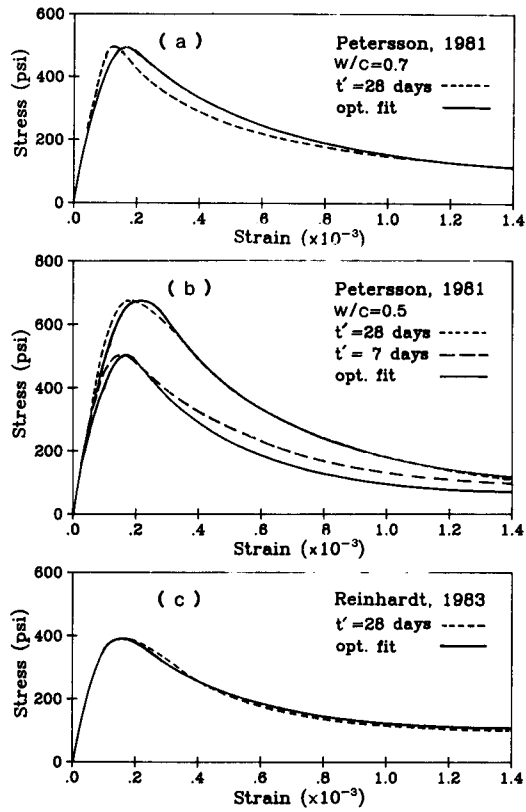 600
400
200
0
Stress (psi)
( a )
Petersson, 1981
w/c=0.7
t′=28 days
opt. fit
.0 .2 .4 .6 .8 1.0 1.2 1.4
Strain (×10⁻³)
800
600
400
200
0
Stress (psi)
( b )
Petersson, 1981
w/c=0.5
t′=28 days
t′= 7 days
opt. fit
.0 .2 .4 .6 .8 1.0 1.2 1.4
Strain (×10⁻³)
600
400
200
0
Stress (psi)
( c )
Reinhardt, 1983
t′=28 days
opt. fit
.0 .2 .4 .6 .8 1.0 1.2 1.4
Strain (×10⁻³)